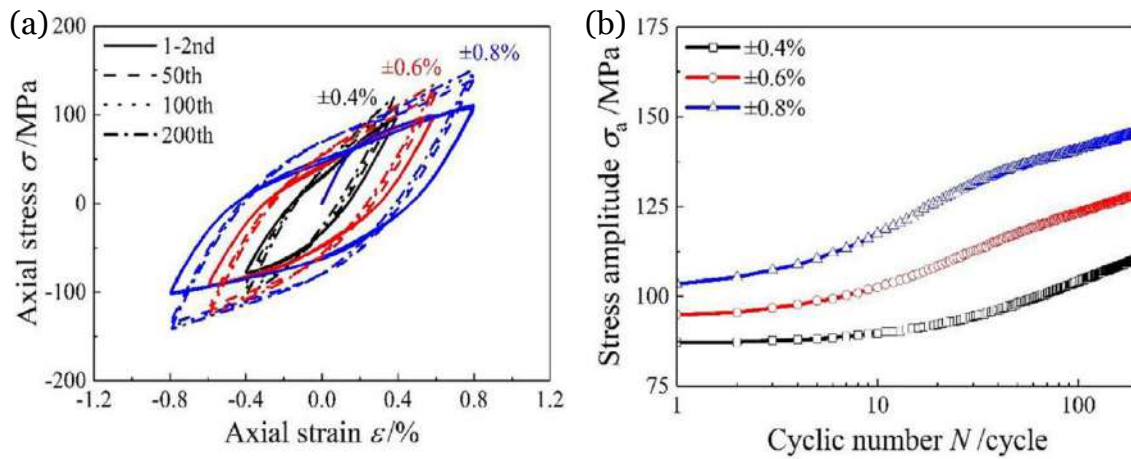 (a)
200
100
0
-100
-200
Axial stress σ /MPa
1-2nd
50th
100th
200th
±0.4%
±0.6%
±0.8%
-1.2 -0.8 -0.4 0.0 0.4 0.8 1.2
Axial strain ε/%
(b)
175
150
125
100
75
Stress amplitude σa /MPa
±0.4%
±0.6%
±0.8%
1 10 100
Cyclic number N /cycle